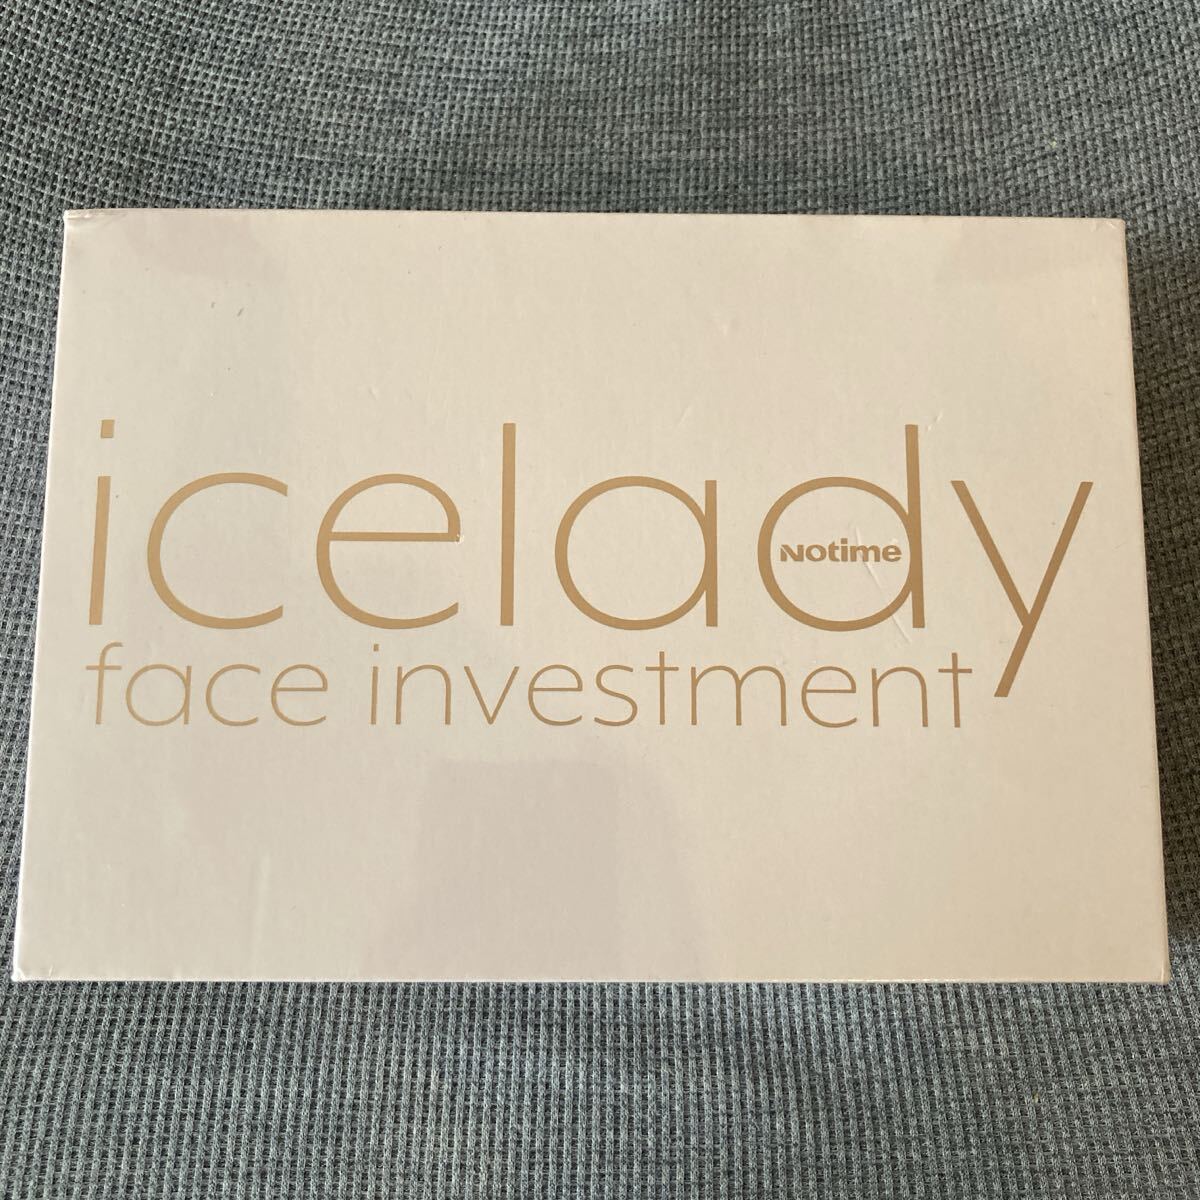 icelady
Notime
face investment